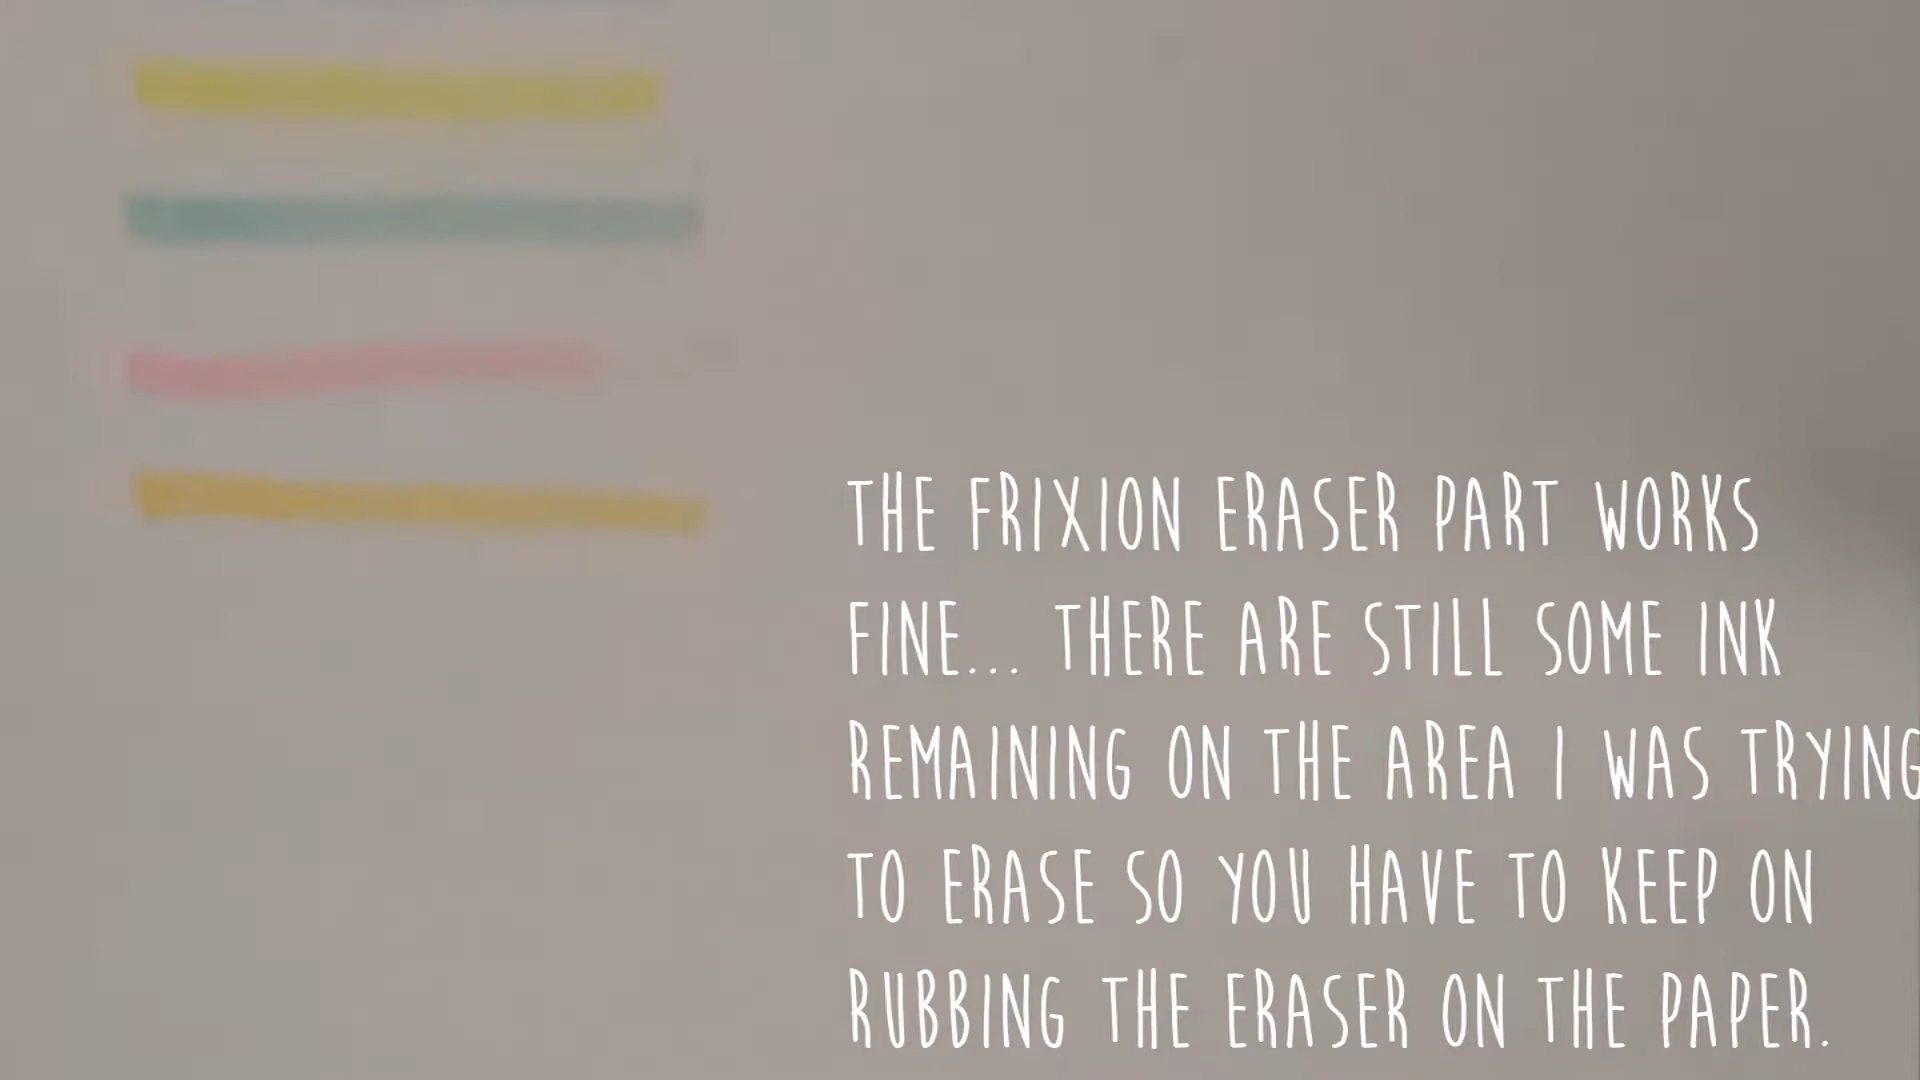 THE FRIXION ERASER PART WORKS
FINE... THERE ARE STILL SOME INK
REMAINING ON THE AREA I WAS TRYING
TO ERASE SO YOU HAVE TO KEEP ON
RUBBING THE ERASER ON THE PAPER.